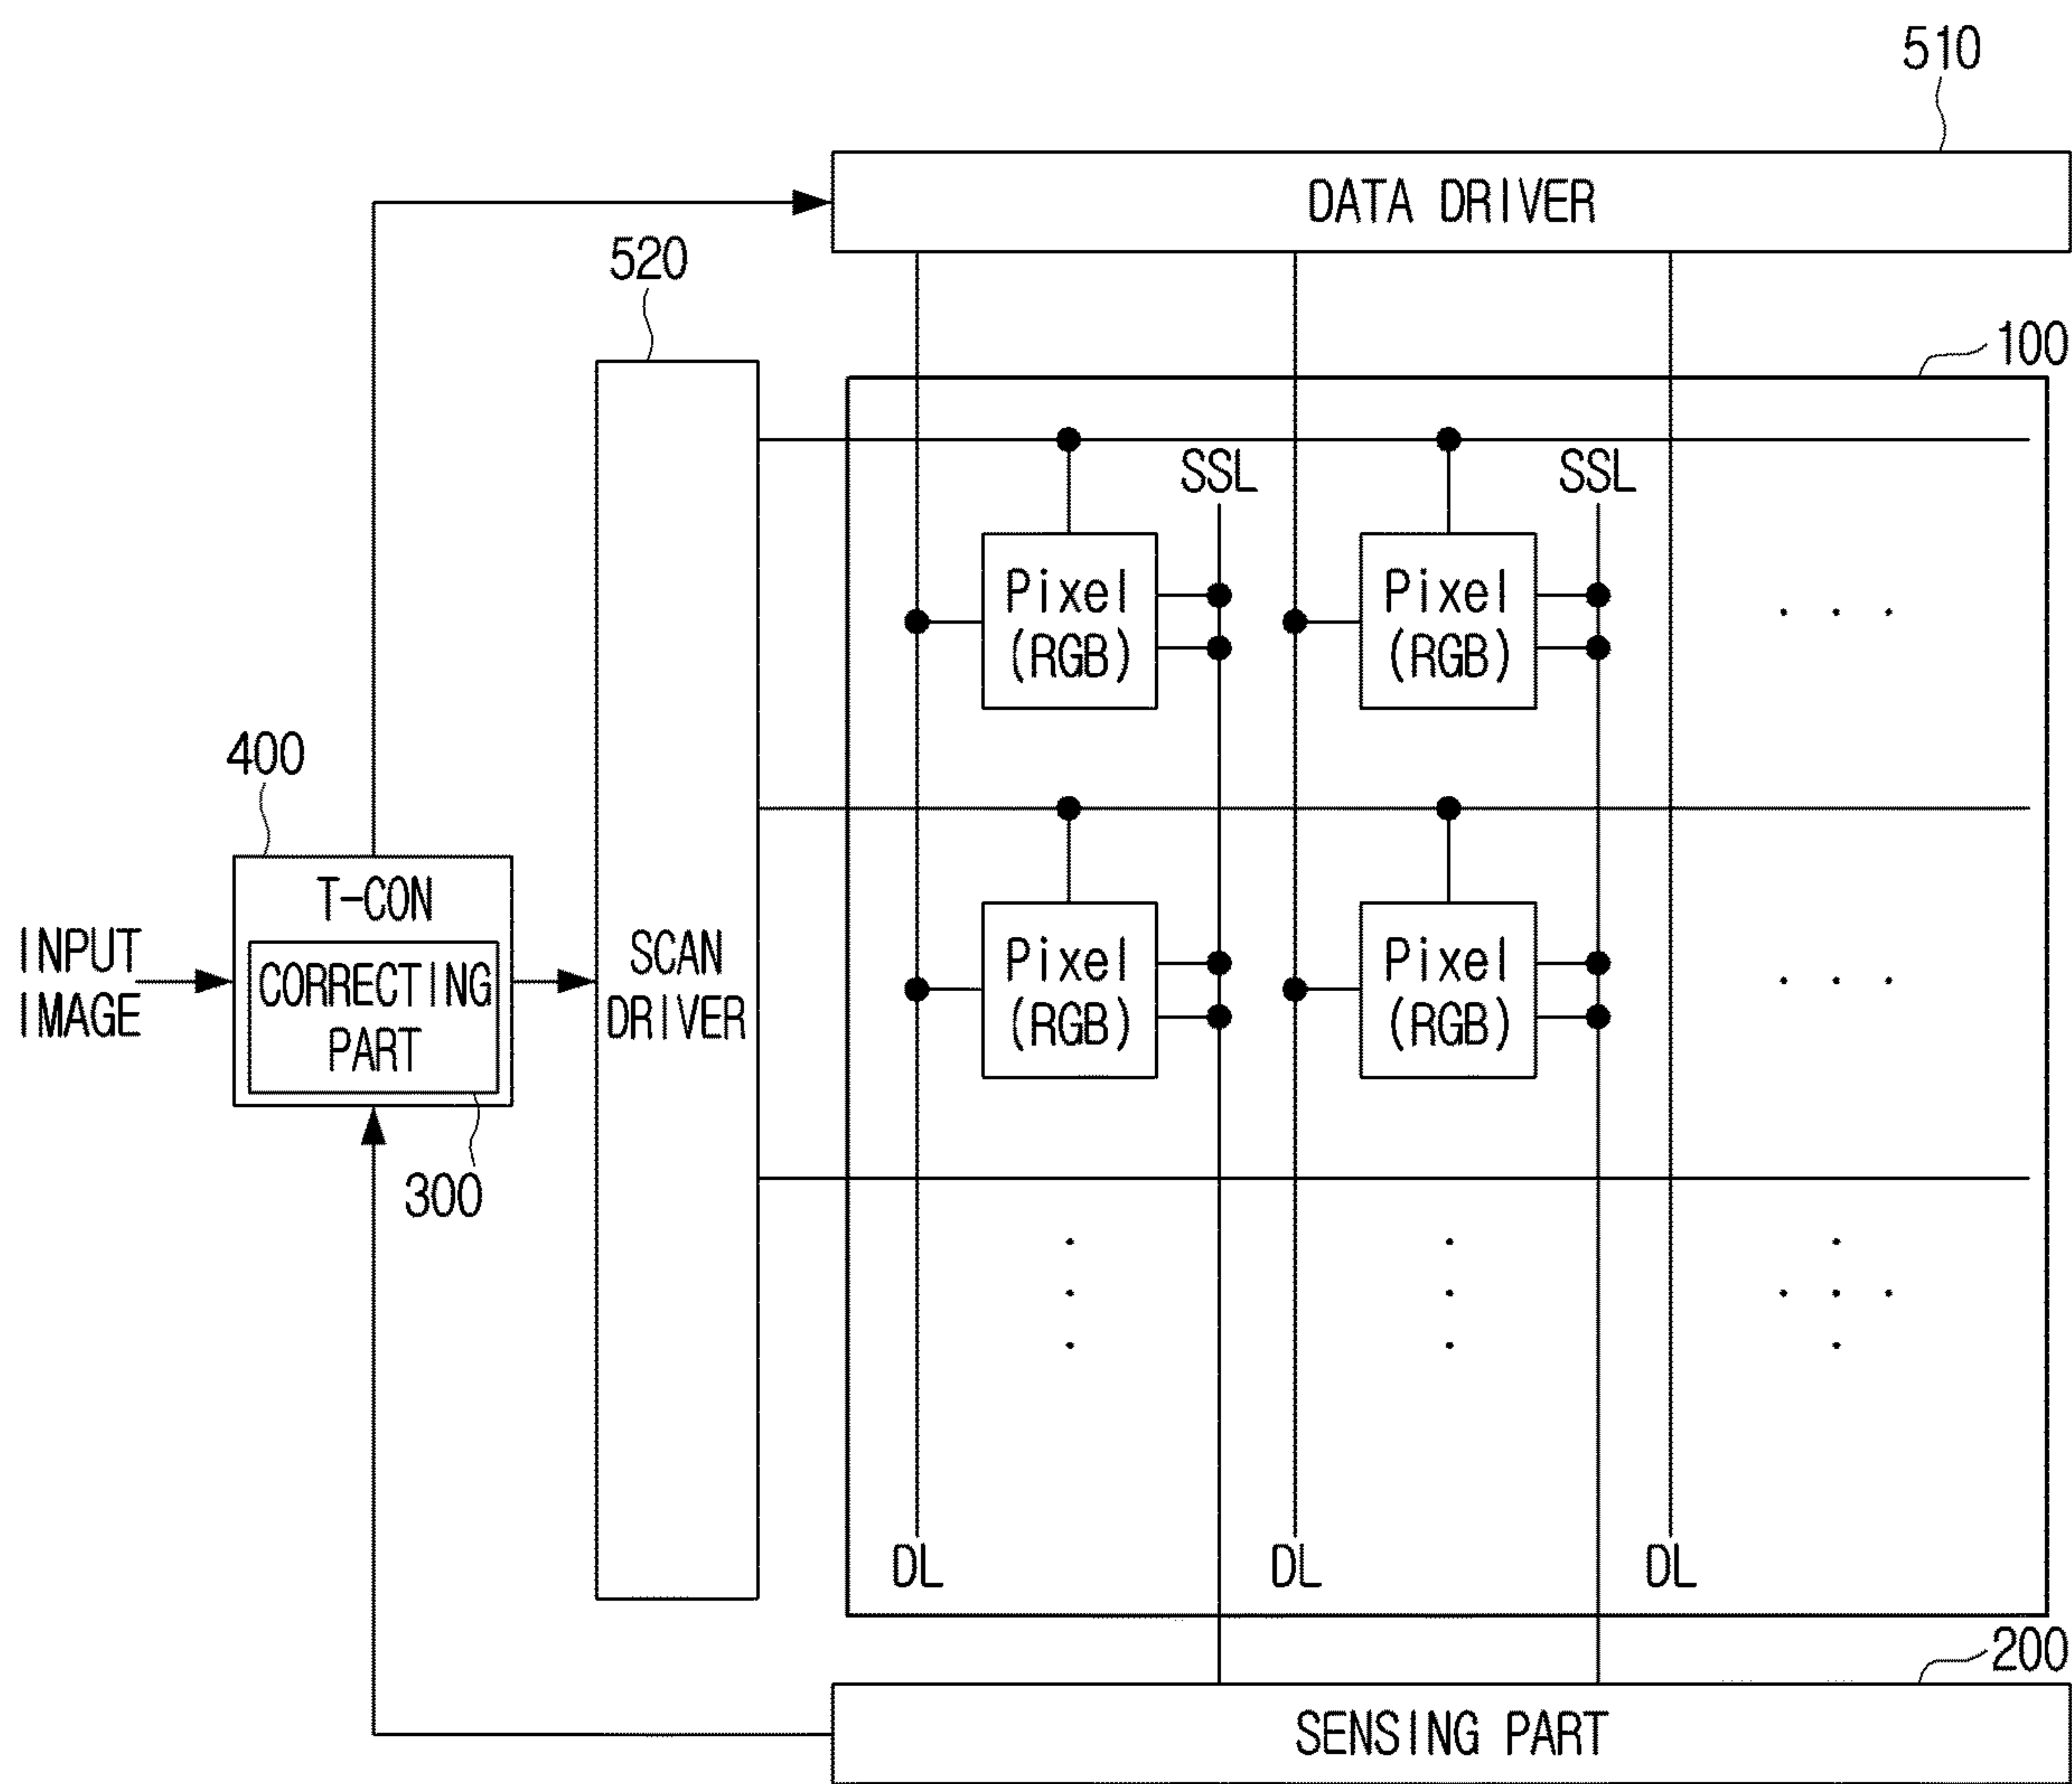 510
DATA DRIVER
520
100
SSL
SSL
Pixel
(RGB)
Pixel
(RGB)
. . .
400
T-CON
INPUT
IMAGE
CORRECTING
PART
300
SCAN
DRIVER
Pixel
(RGB)
Pixel
(RGB)
. . .
DL
DL
DL
200
SENSING PART